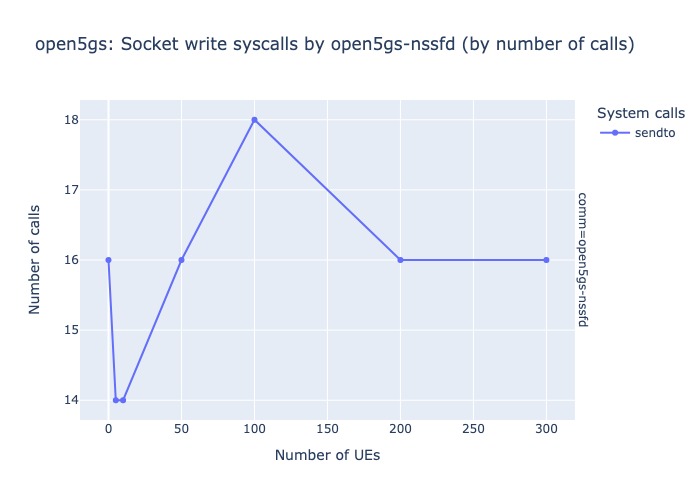 open5gs: Socket write syscalls by open5gs-nssfd (by number of calls)
System calls
sendto
18
17
16
15
14
Number of calls
comm=open5gs-nssfd
0 50 100 150 200 250 300
Number of UEs